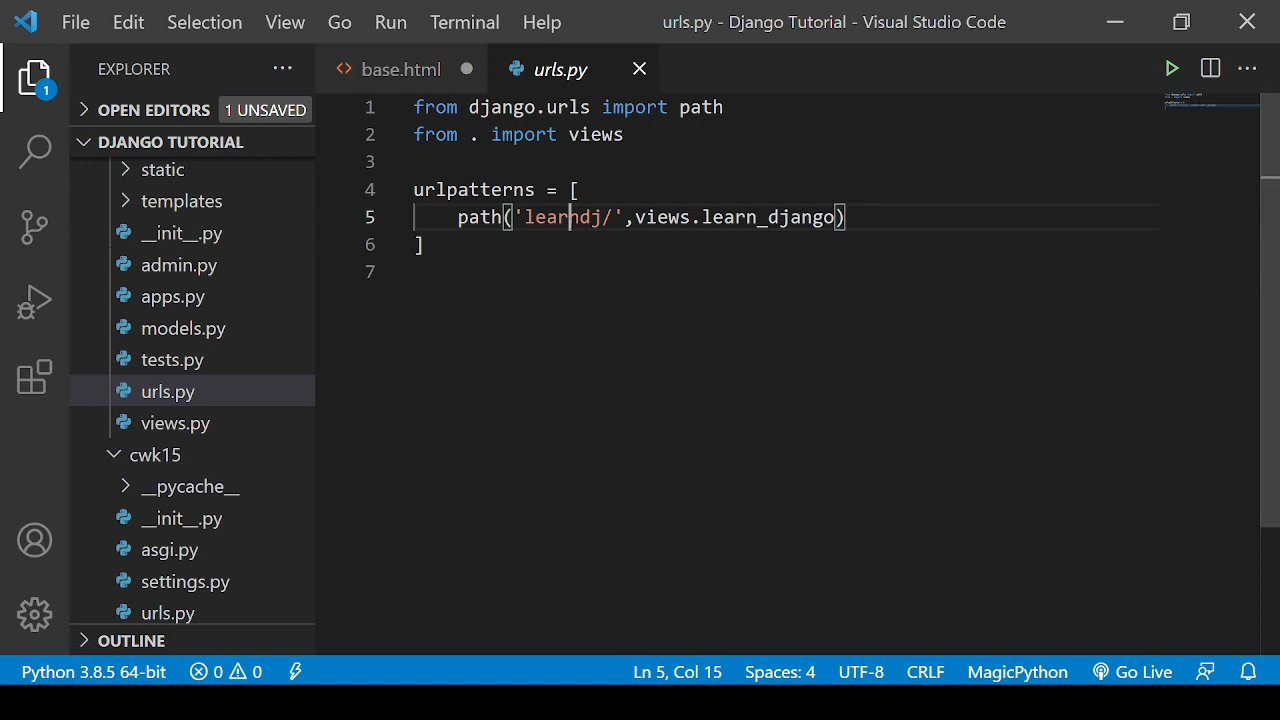 File Edit Selection View Go Run Terminal Help urls.py - Django Tutorial - Visual Studio Code
EXPLORER ...
base.html
urls.py
OPEN EDITORS 1 UNSAVED
DJANGO TUTORIAL
static
templates
__init__.py
admin.py
apps.py
models.py
tests.py
urls.py
views.py
cwk15
__pycache__
__init__.py
asgi.py
settings.py
urls.py
OUTLINE
1
1 from django.urls import path
2 from . import views
3
4 urlpatterns = [
5 path('learndj/',views.learn_django)
6 ]
7
Python 3.8.5 64-bit 0 0 Ln 5, Col 15 Spaces: 4 UTF-8 CRLF MagicPython Go Live